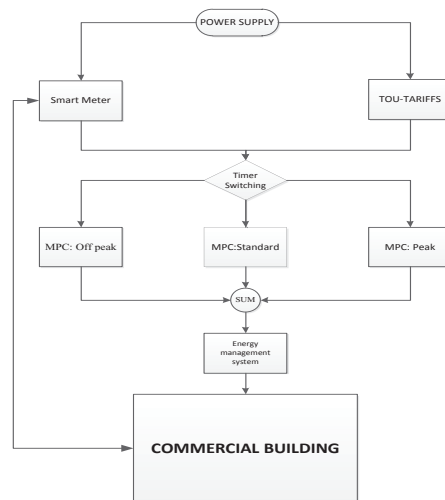 POWER SUPPLY
Smart Meter
TOU-TARIFFS
Timer
Switching
MPC: Off peak
MPC:Standard
MPC: Peak
SUM
Energy
management
system
COMMERCIAL BUILDING